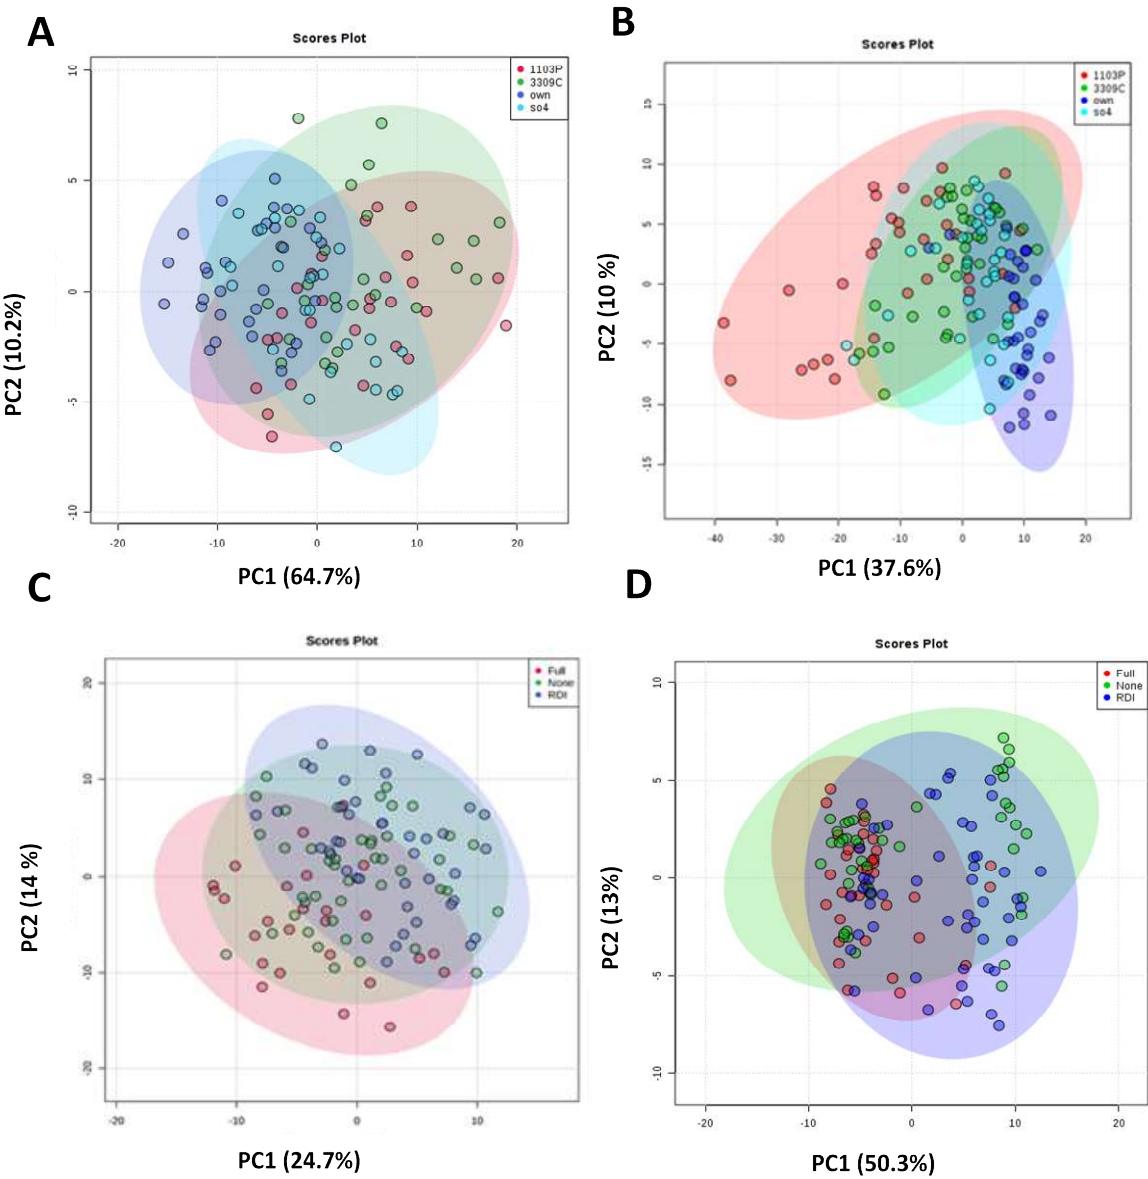 A
Scores Plot
1103P
3309C
own
so4
10
5
0
-5
-10
-20
-10
0
10
20
PC2 (10.2%)
PC1 (64.7%)
B
Scores Plot
1103P
3309C
own
so4
15
10
5
0
-5
-10
-15
-40
-30
-20
-10
0
10
20
PC2 (10 %)
PC1 (37.6%)
C
Scores Plot
Full
None
RDI
20
10
0
-10
-20
-20
-10
0
10
PC2 (14 %)
PC1 (24.7%)
D
Scores Plot
Full
None
RDI
10
5
0
-5
-10
-20
-10
0
10
20
PC2 (13%)
PC1 (50.3%)